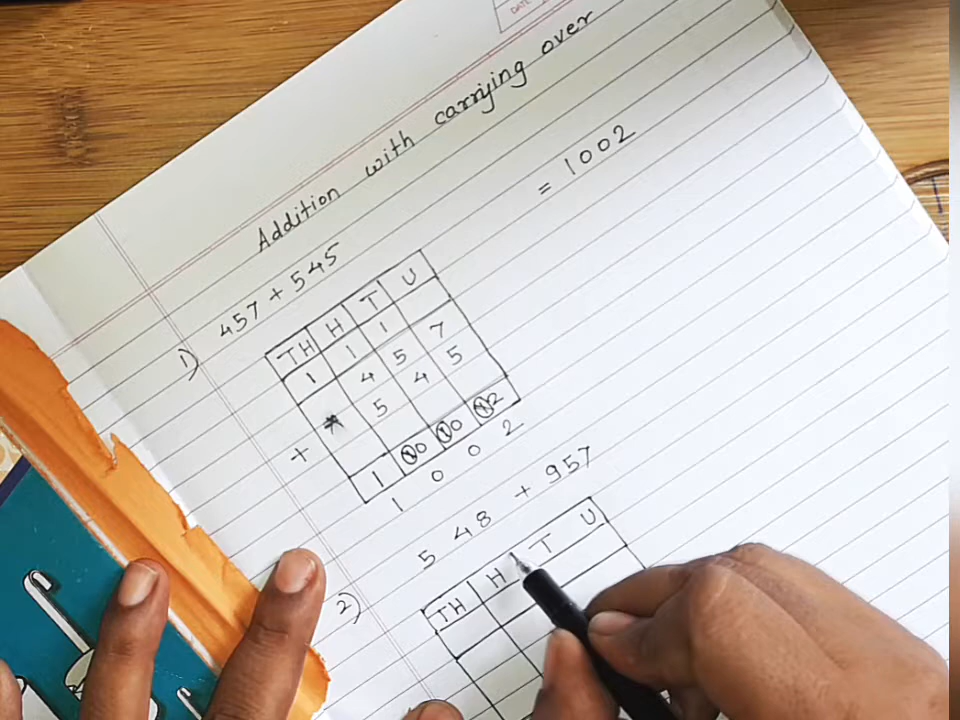 DATE
Addition with carrying over
1) 457 + 545 = 1002
TH H T U
1 1 1
4 5 7
+ 5 4 5
1 10 10 12
1 0 0 2
2) 548 + 957
TH H T U